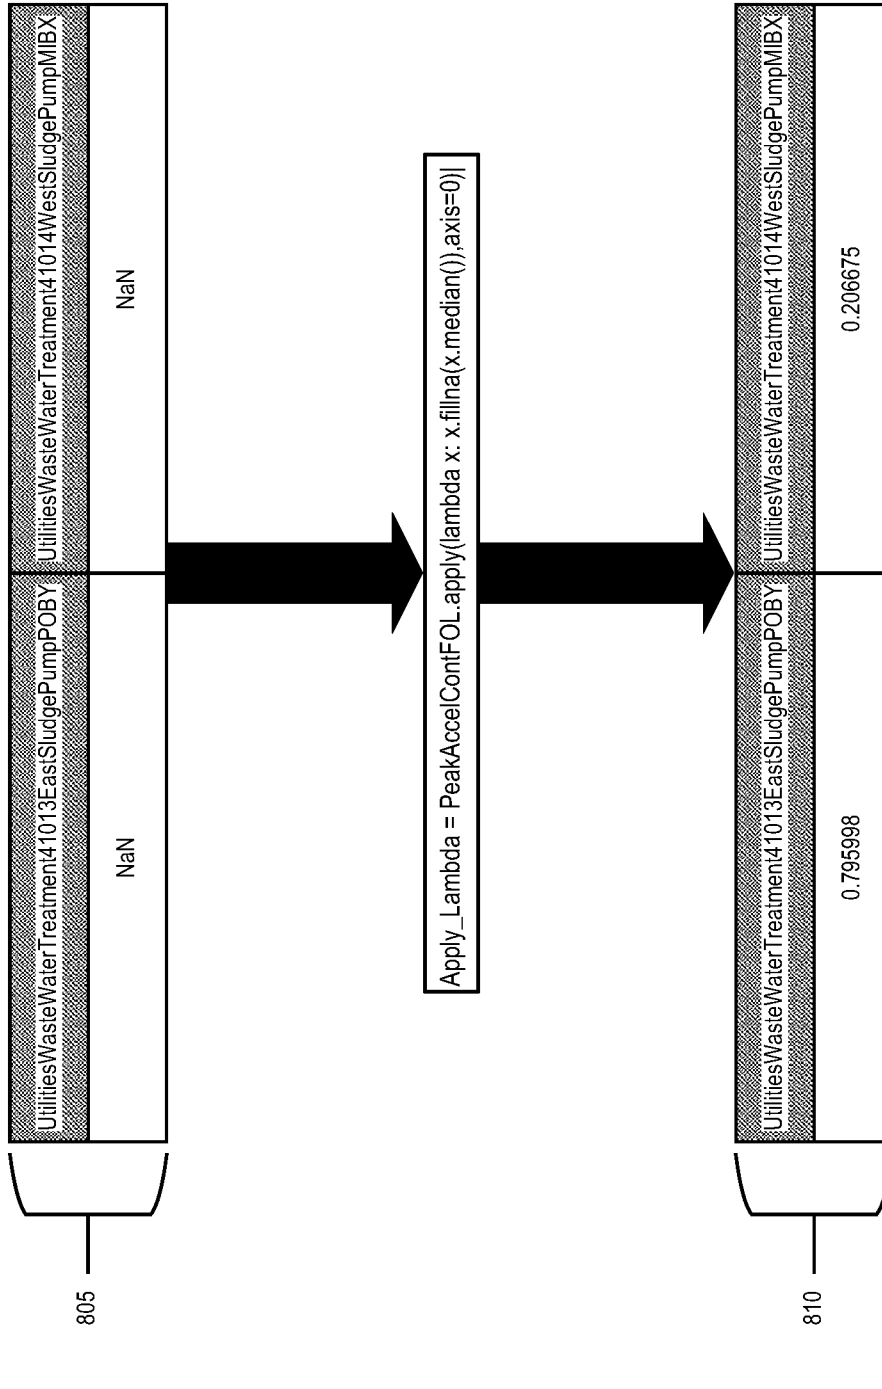 805
UtilitiesWasteWaterTreatment41013EastSludgePumpPOBY
UtilitiesWasteWaterTreatment41014WestSludgePumpMIBX
NaN
NaN
Apply_Lambda = PeakAccelContFOL.apply(lambda x: x.fillna(x.median()),axis=0)|
810
UtilitiesWasteWaterTreatment41013EastSludgePumpPOBY
UtilitiesWasteWaterTreatment41014WestSludgePumpMIBX
0.795998
0.206675